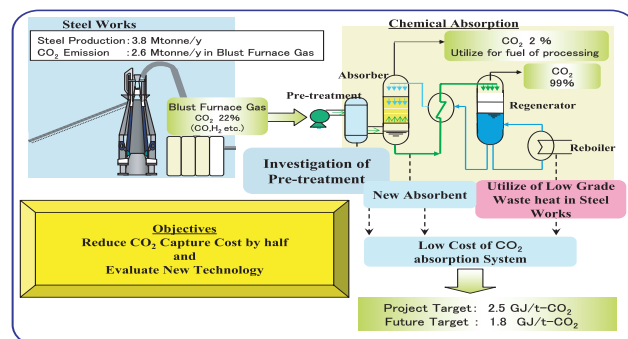 Steel Works
Steel Production:3.8 Mtonne/y
CO2 Emission :2.6 Mtonne/y in Blust Furnace Gas
Blust Furnace Gas
CO2 22%
(CO,H2 etc.)
Chemical Absorption
CO2 2 %
Utilize for fuel of processing
Absorber
CO2
99%
Pre-treatment
Regenerator
Reboiler
Investigation of
Pre-treatment
New Absorbent
Utilize of Low Grade
Waste heat in Steel
Works
Objectives
Reduce CO2 Capture Cost by half
and
Evaluate New Technology
Low Cost of CO2
absorption System
Project Target: 2.5 GJ/t-CO2
Future Target : 1.8 GJ/t-CO2